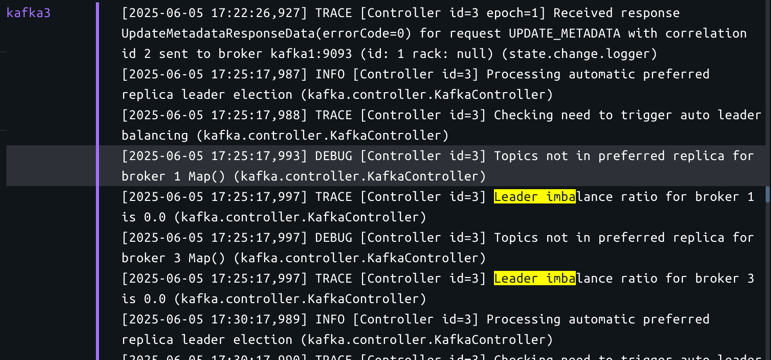 kafka3
[2025-06-05 17:22:26,927] TRACE [Controller id=3 epoch=1] Received response
UpdateMetadataResponseData(errorCode=0) for request UPDATE_METADATA with correlation
id 2 sent to broker kafka1:9093 (id: 1 rack: null) (state.change.logger)
[2025-06-05 17:25:17,987] INFO [Controller id=3] Processing automatic preferred
replica leader election (kafka.controller.KafkaController)
[2025-06-05 17:25:17,988] TRACE [Controller id=3] Checking need to trigger auto leader
balancing (kafka.controller.KafkaController)
[2025-06-05 17:25:17,993] DEBUG [Controller id=3] Topics not in preferred replica for
broker 1 Map() (kafka.controller.KafkaController)
[2025-06-05 17:25:17,997] TRACE [Controller id=3] Leader imbalance ratio for broker 1
is 0.0 (kafka.controller.KafkaController)
[2025-06-05 17:25:17,997] DEBUG [Controller id=3] Topics not in preferred replica for
broker 3 Map() (kafka.controller.KafkaController)
[2025-06-05 17:25:17,997] TRACE [Controller id=3] Leader imbalance ratio for broker 3
is 0.0 (kafka.controller.KafkaController)
[2025-06-05 17:30:17,989] INFO [Controller id=3] Processing automatic preferred
replica leader election (kafka.controller.KafkaController)
[2025-06-05 17:30:17,990] TRACE [Controller id=3] Checking need to trigger auto leader